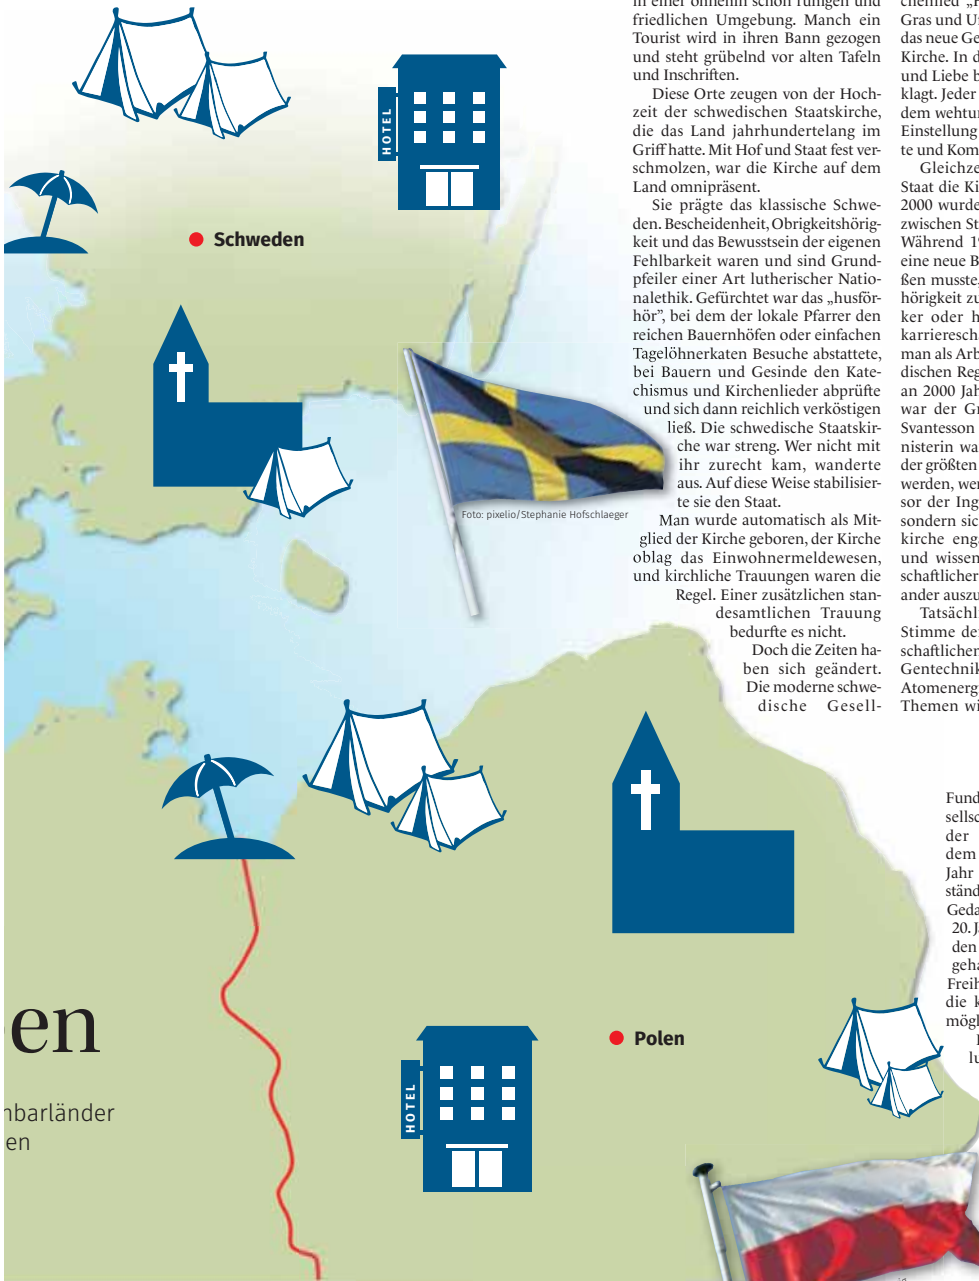 in einer ohnehin schon ruhigen und
friedlichen Umgebung. Manch ein
Tourist wird in ihren Bann gezogen
und steht grübelnd vor alten Tafeln
und Inschriften.
Diese Orte zeugen von der Hoch-
zeit der schwedischen Staatskirche,
die das Land jahrhundertelang im
Griff hatte. Mit Hof und Staat fest ver-
schmolzen, war die Kirche auf dem
Land omnipräsent.
Sie prägte das klassische Schwe-
den. Bescheidenheit, Obrigkeitshörig-
keit und das Bewusstsein der eigenen
Fehlbarkeit waren und sind Grund-
pfeiler einer Art lutherischer Natio-
nalethik. Gefürchtet war das „husför-
hör”, bei dem der lokale Pfarrer den
reichen Bauernhöfen oder einfachen
Tagelöhnerkaten Besuche abstattete,
bei Bauern und Gesinde den Kate-
chismus und Kirchenlieder abprüfte
und sich dann reichlich verköstigen
ließ. Die schwedische Staatskir-
che war streng. Wer nicht mit
ihr zurecht kam, wanderte
aus. Auf diese Weise stabilisier-
te sie den Staat.
Man wurde automatisch als Mit-
glied der Kirche geboren, der Kirche
oblag das Einwohnermeldewesen,
und kirchliche Trauungen waren die
Regel. Einer zusätzlichen stan-
desamtlichen Trauung
bedurfte es nicht.
Doch die Zeiten ha-
ben sich geändert.
Die moderne schwe-
dische Gesell-
Gras und U
das neue Ge
Kirche. In d
und Liebe b
klagt. Jeder
dem wehtu
Einstellung
te und Kom
Gleichze
Staat die Ki
2000 wurde
zwischen St
Während 19
eine neue B
ßen musste,
hörigkeit zu
ker oder h
karrieresch
man als Arb
dischen Reg
an 2000 Jah
war der Gr
Svantesson
nisterin wa
der größten
werden, wer
sor der Ing
sondern sic
kirche eng
und wissen
schaftlicher
ander auszu
Tatsächl
Stimme de
schaftlichen
Gentechnik
Atomenerg
Themen wi
Fund
sellsc
der
dem
Jahr
ständ
Geda
20. J
den
geha
Freih
die k
mögl
lu
HOTEL
Schweden
Foto: pixelio/Stephanie Hofschlaeger
en
nbarländer
en
HOTEL
Polen